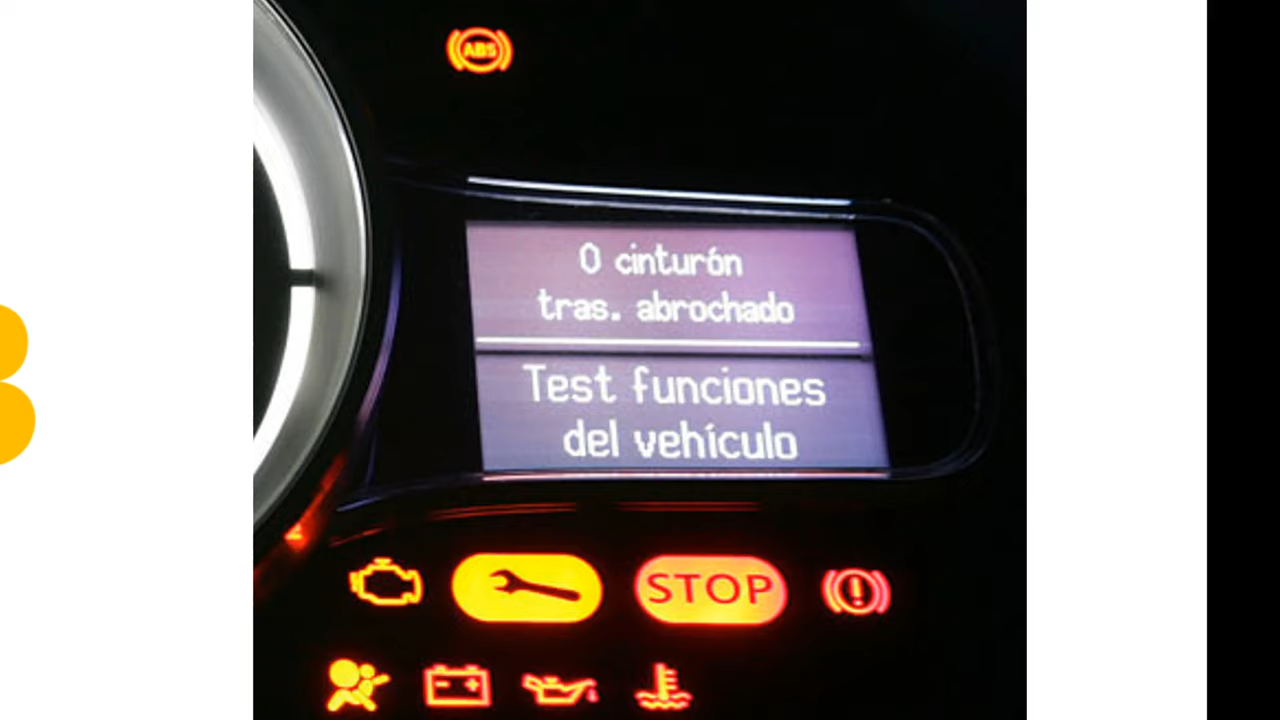 ABS
0 cinturón
tras. abrochado
Test funciones
del vehículo
STOP